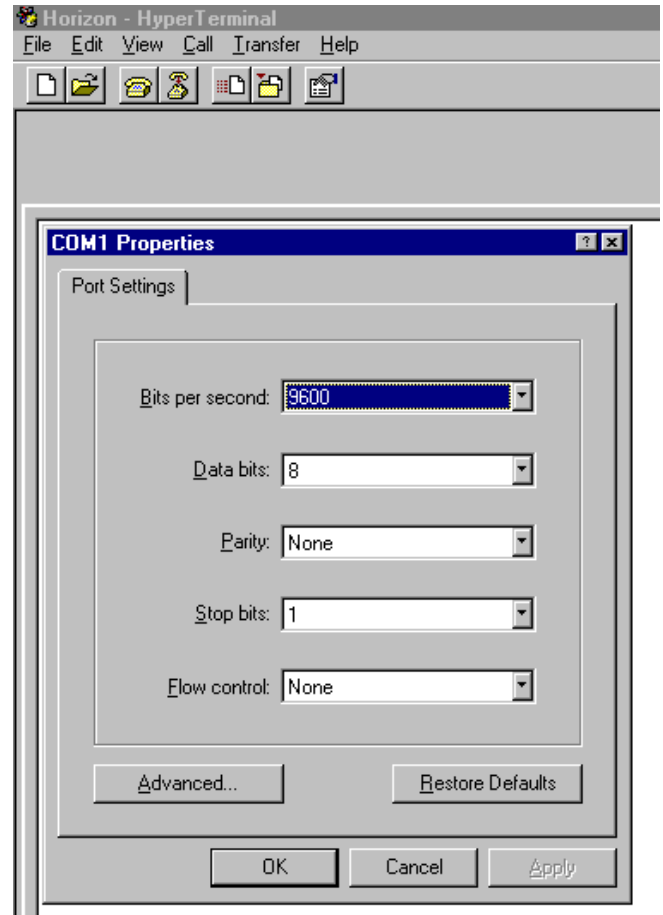 Horizon - HyperTerminal
File Edit View Call Transfer Help
COM1 Properties
Port Settings
Bits per second: 9600
Data bits: 8
Parity: None
Stop bits: 1
Flow control: None
Advanced... Restore Defaults
OK Cancel Apply